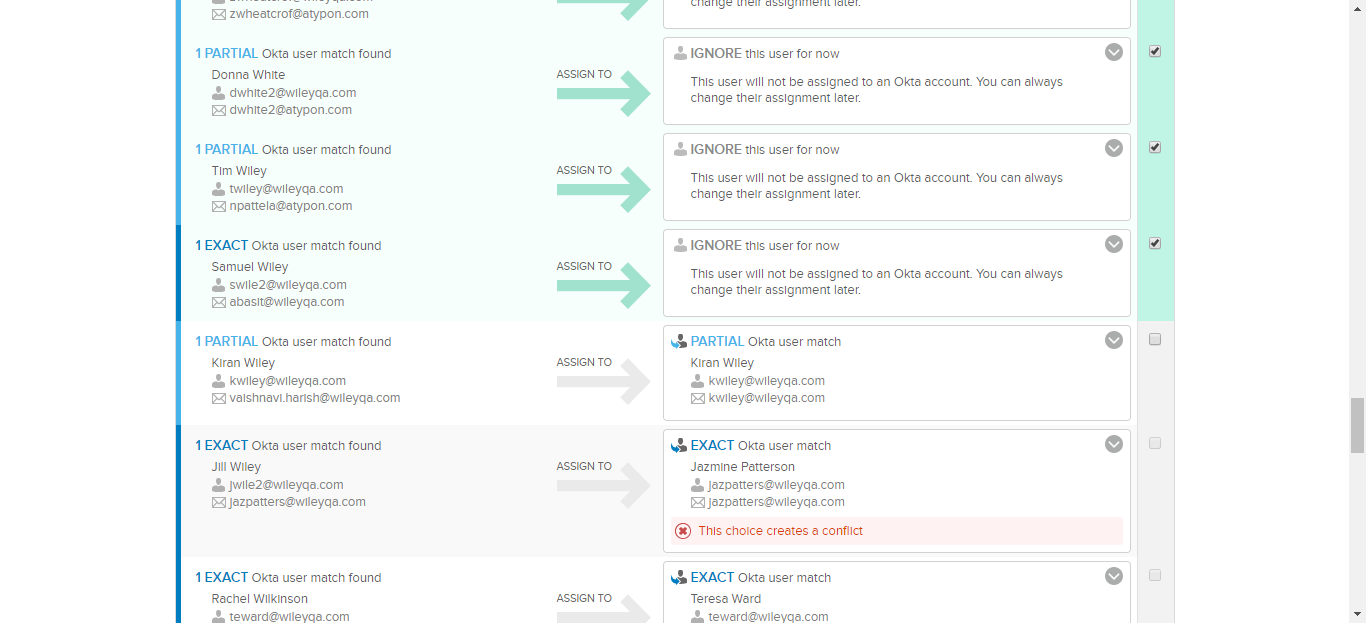 zwheatcrof@atypon.com
change their assignment later.
1 PARTIAL Okta user match found
Donna White
dwhite2@wileyqa.com
dwhite2@atypon.com
ASSIGN TO
IGNORE this user for now
This user will not be assigned to an Okta account. You can always
change their assignment later.
1 PARTIAL Okta user match found
Tim Wiley
twiley@wileyqa.com
npattela@atypon.com
ASSIGN TO
IGNORE this user for now
This user will not be assigned to an Okta account. You can always
change their assignment later.
1 EXACT Okta user match found
Samuel Wiley
swile2@wileyqa.com
abasit@wileyqa.com
ASSIGN TO
IGNORE this user for now
This user will not be assigned to an Okta account. You can always
change their assignment later.
1 PARTIAL Okta user match found
Kiran Wiley
kwiley@wileyqa.com
vaishnavi.harish@wileyqa.com
ASSIGN TO
PARTIAL Okta user match
Kiran Wiley
kwiley@wileyqa.com
kwiley@wileyqa.com
1 EXACT Okta user match found
Jill Wiley
jwile2@wileyqa.com
jazpatters@wileyqa.com
ASSIGN TO
EXACT Okta user match
Jazmine Patterson
jazpatters@wileyqa.com
jazpatters@wileyqa.com
This choice creates a conflict
1 EXACT Okta user match found
Rachel Wilkinson
teward@wileyqa.com
ASSIGN TO
EXACT Okta user match
Teresa Ward
teward@wileyqa.com